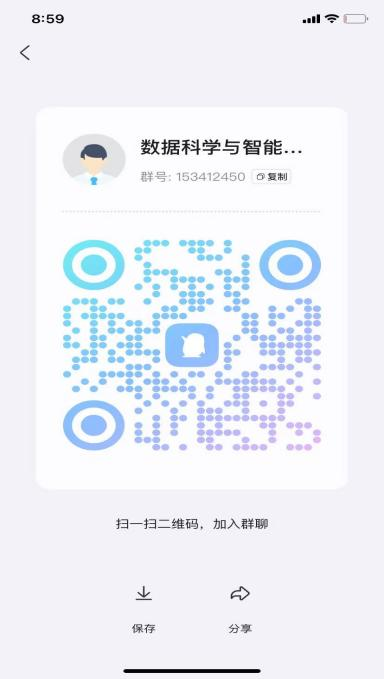 8:59
数据科学与智能...
群号: 153412450 复制
扫一扫二维码，加入群聊
保存 分享